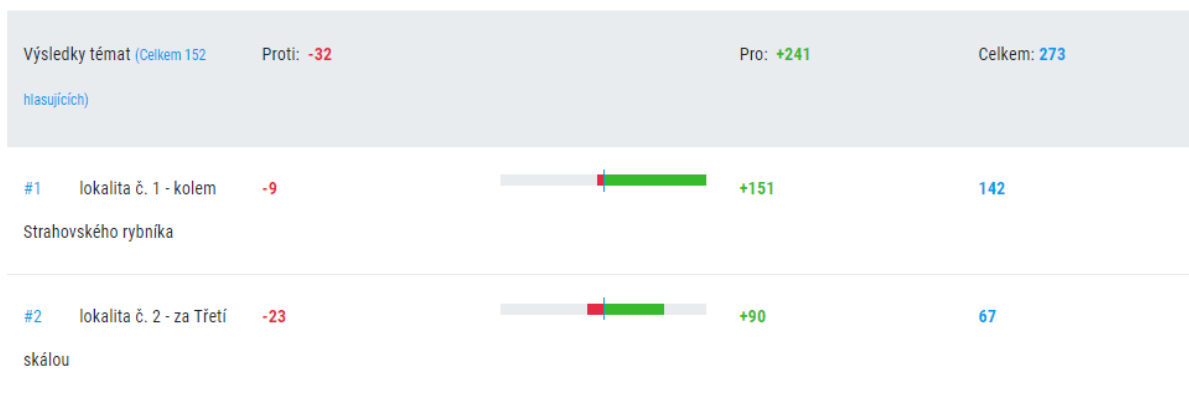 Výsledky témat (Celkem 152 Proti: -32 Pro: +241 Celkem: 273
hlasujících)
#1 lokalita č. 1 - kolem -9 +151 142
Strahovského rybníka
#2 lokalita č. 2 - za Třetí -23 +90 67
skálou